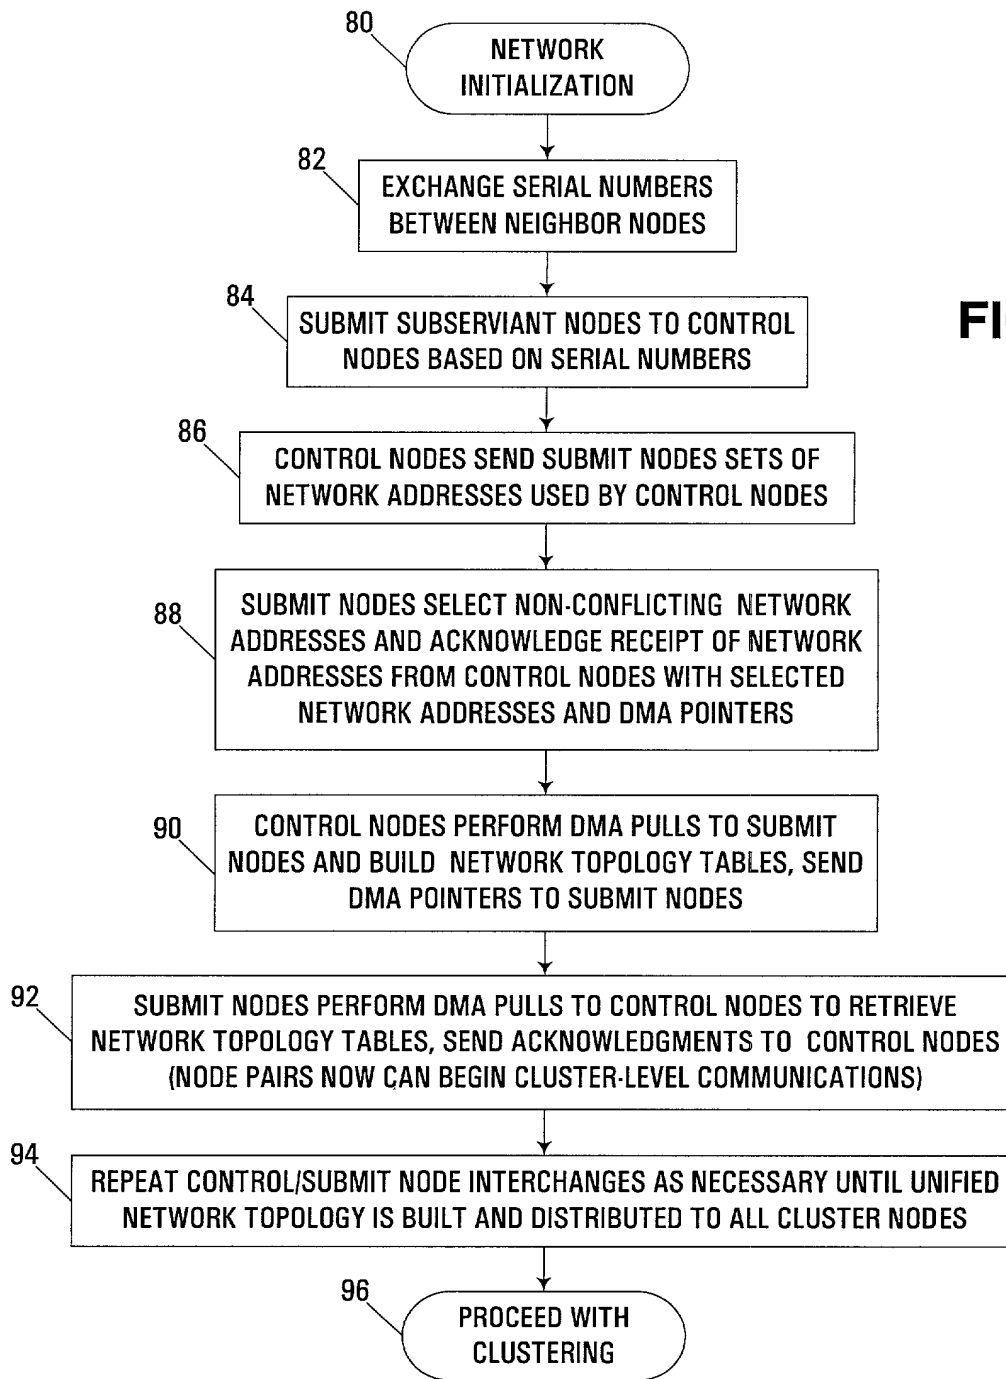 80
NETWORK
INITIALIZATION
82
EXCHANGE SERIAL NUMBERS
BETWEEN NEIGHBOR NODES
84
SUBMIT SUBSERVIANT NODES TO CONTROL
NODES BASED ON SERIAL NUMBERS
86
CONTROL NODES SEND SUBMIT NODES SETS OF
NETWORK ADDRESSES USED BY CONTROL NODES
88
SUBMIT NODES SELECT NON-CONFLICTING NETWORK
ADDRESSES AND ACKNOWLEDGE RECEIPT OF NETWORK
ADDRESSES FROM CONTROL NODES WITH SELECTED
NETWORK ADDRESSES AND DMA POINTERS
90
CONTROL NODES PERFORM DMA PULLS TO SUBMIT
NODES AND BUILD NETWORK TOPOLOGY TABLES, SEND
DMA POINTERS TO SUBMIT NODES
92
SUBMIT NODES PERFORM DMA PULLS TO CONTROL NODES TO RETRIEVE
NETWORK TOPOLOGY TABLES, SEND ACKNOWLEDGMENTS TO CONTROL NODES
(NODE PAIRS NOW CAN BEGIN CLUSTER-LEVEL COMMUNICATIONS)
94
REPEAT CONTROL/SUBMIT NODE INTERCHANGES AS NECESSARY UNTIL UNIFIED
NETWORK TOPOLOGY IS BUILT AND DISTRIBUTED TO ALL CLUSTER NODES
96
PROCEED WITH
CLUSTERING